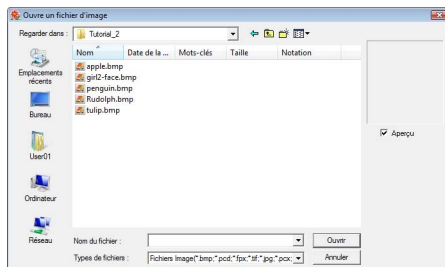 Ouvre un fichier d'image
Regarder dans : Tutorial_2
Nom Date de la ... Mots-clés Taille Notation
Emplacements récents
apple.bmp
girl2-face.bmp
penguin.bmp
Rudolph.bmp
tulip.bmp
Bureau
User01
Ordinateur
Réseau
Aperçu
Nom du fichier :
Ouvrir
Types de fichiers : Fichiers Image(*.bmp;*.pcd;*.fpx;*.tif;*.jpg;*.pcx;
Annuler